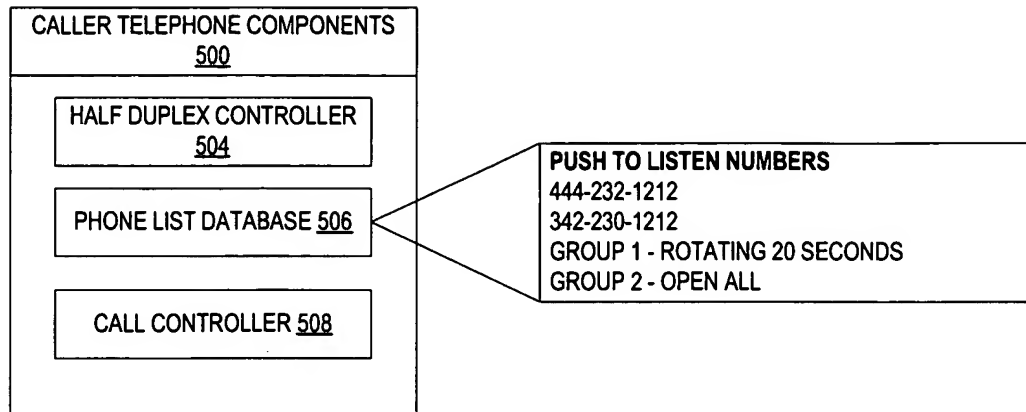 CALLER TELEPHONE COMPONENTS
500
HALF DUPLEX CONTROLLER
504
PHONE LIST DATABASE 506
CALL CONTROLLER 508
PUSH TO LISTEN NUMBERS
444-232-1212
342-230-1212
GROUP 1 - ROTATING 20 SECONDS
GROUP 2 - OPEN ALL